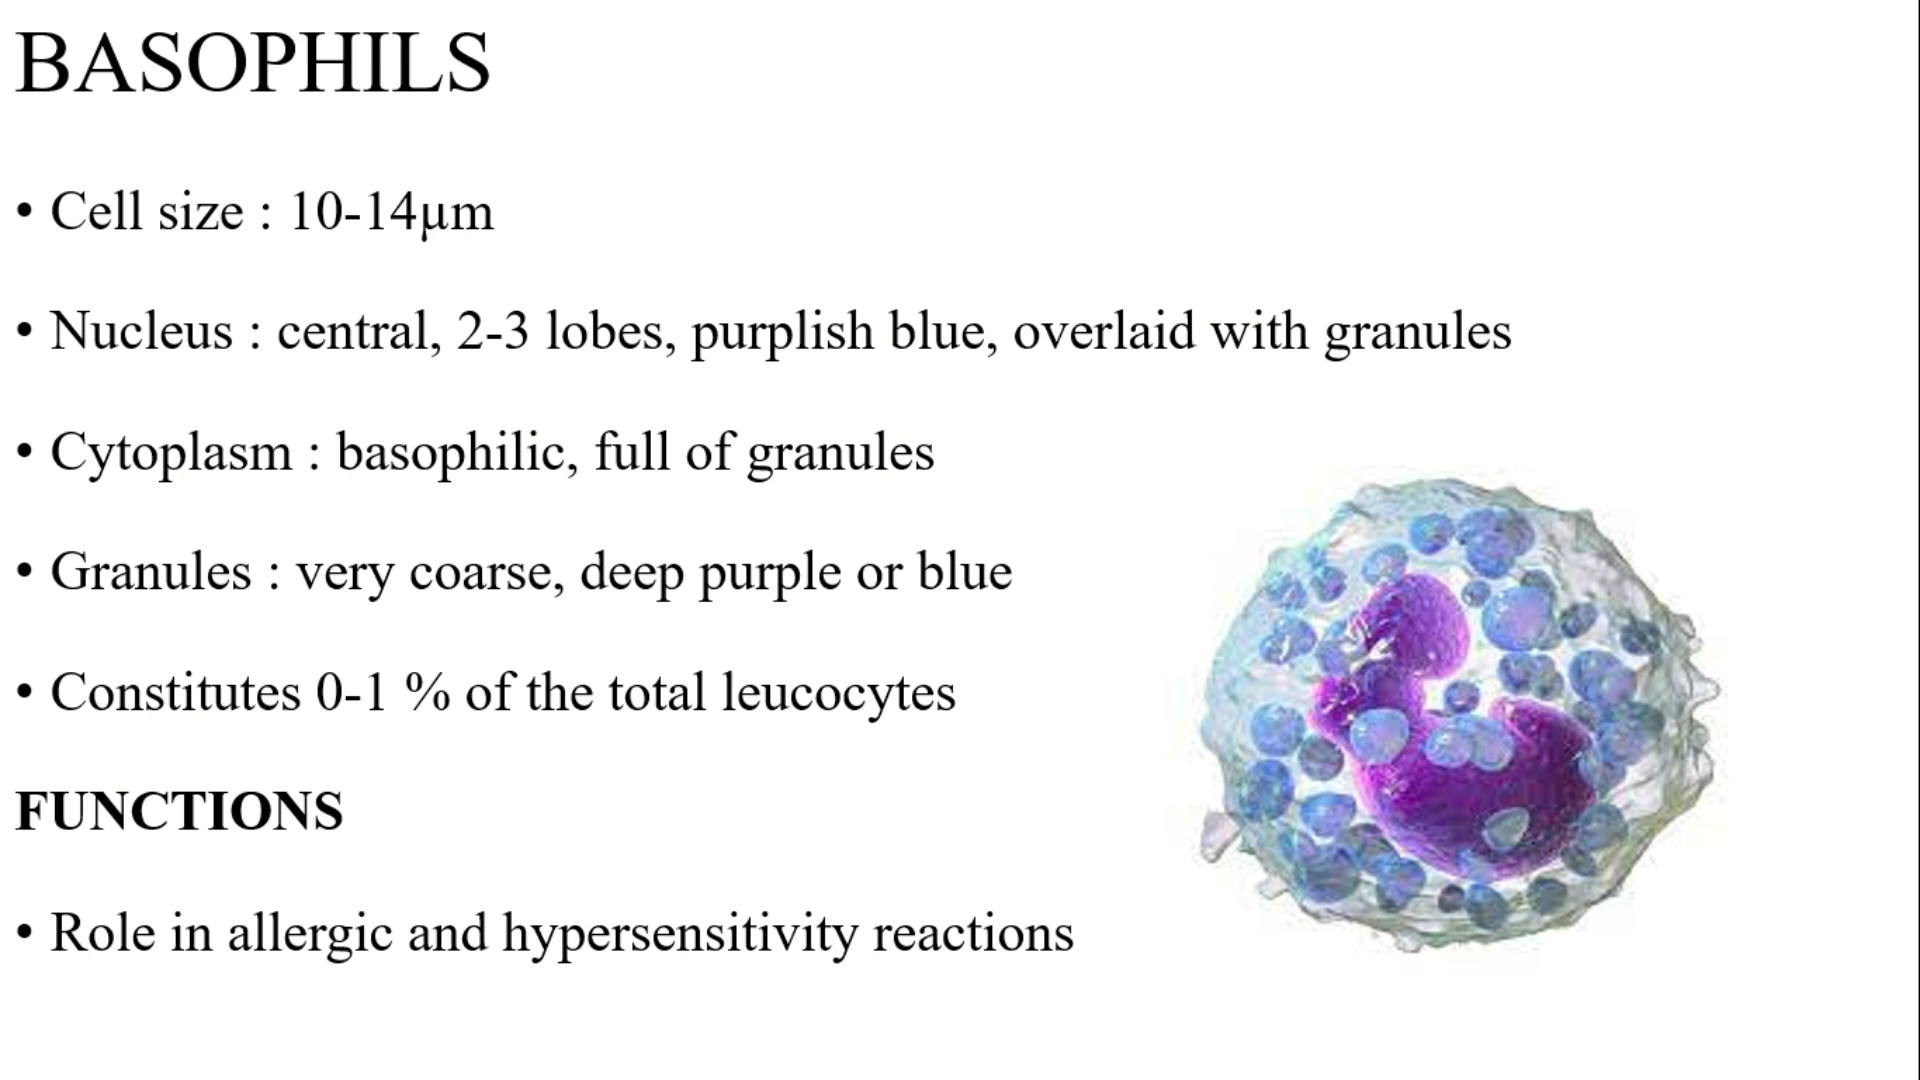 BASOPHILS
• Cell size : 10-14µm
• Nucleus : central, 2-3 lobes, purplish blue, overlaid with granules
• Cytoplasm : basophilic, full of granules
• Granules : very coarse, deep purple or blue
• Constitutes 0-1 % of the total leucocytes
FUNCTIONS
• Role in allergic and hypersensitivity reactions